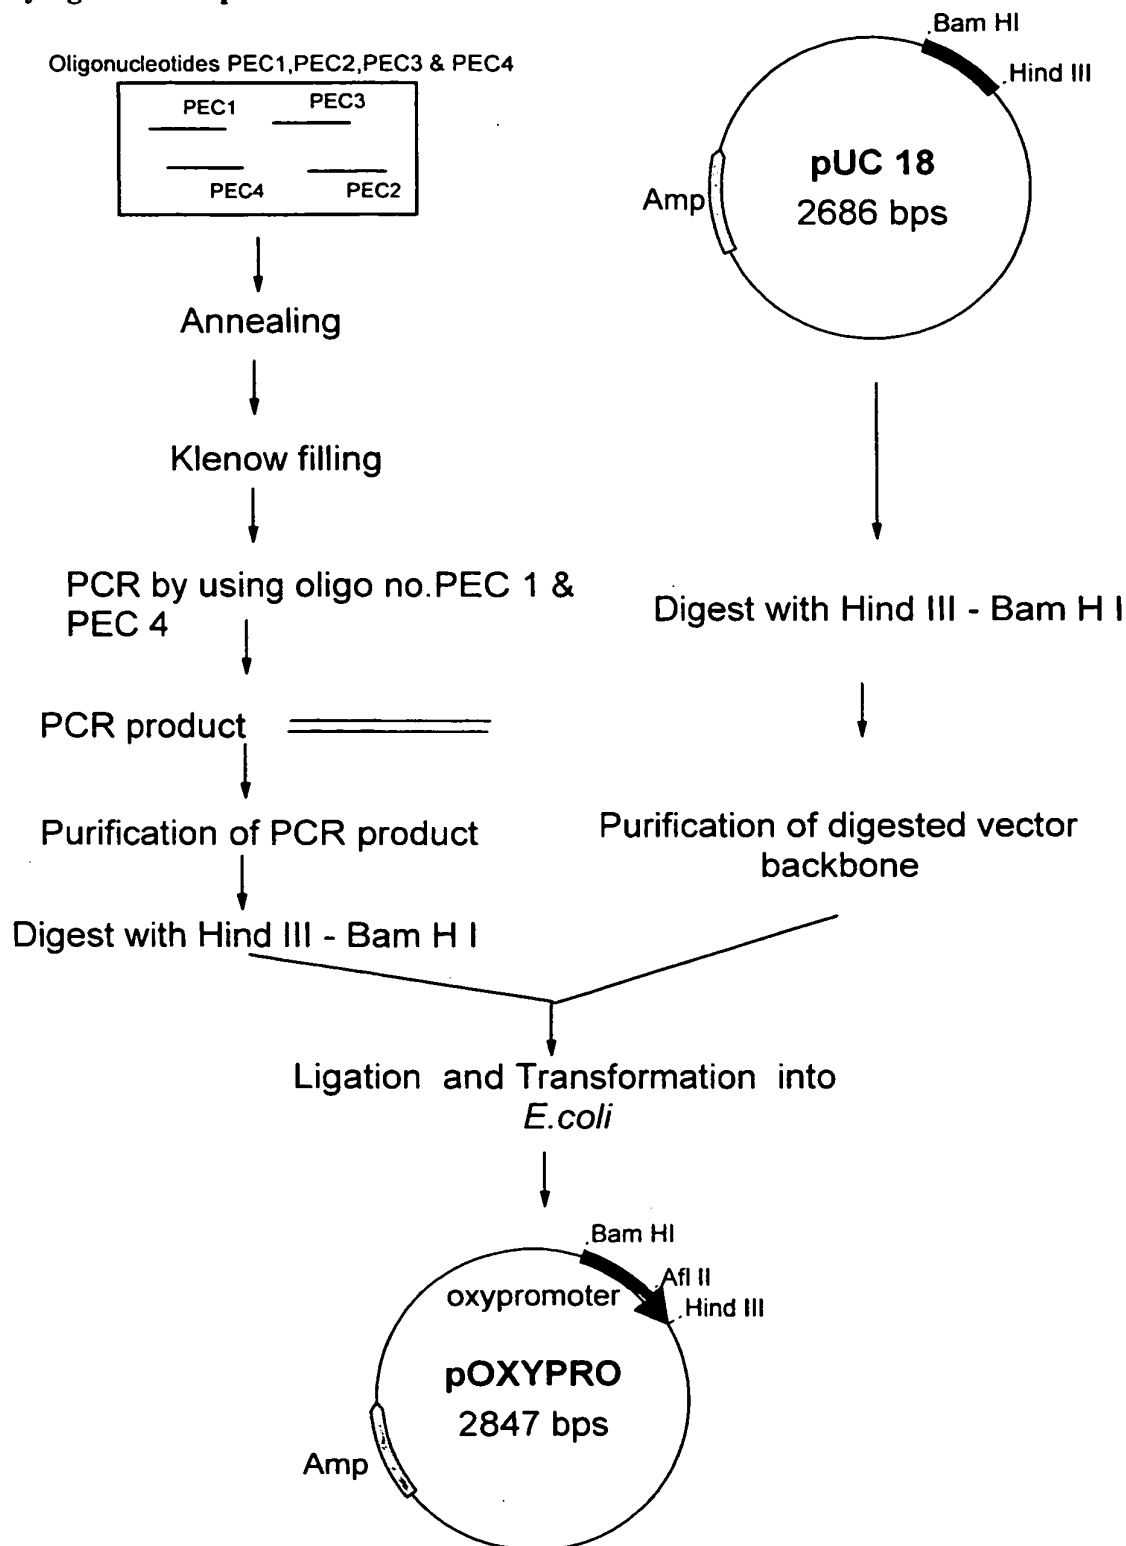 Oligonucleotides PEC1,PEC2,PEC3 & PEC4
PEC1
PEC3
PEC4
PEC2
Annealing
Klenow filling
PCR by using oligo no.PEC 1 &
PEC 4
PCR product
Purification of PCR product
Digest with Hind III - Bam H I
.Bam HI
.Hind III
pUC 18
2686 bps
Amp
Digest with Hind III - Bam H I
Purification of digested vector
backbone
Ligation and Transformation into
E.coli
.Bam HI
.Afl II
.Hind III
oxypromoter
pOXYPRO
2847 bps
Amp